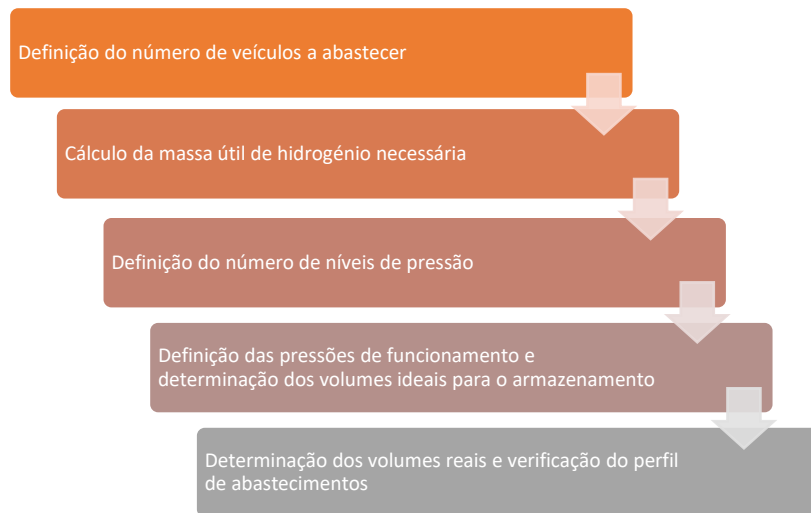 Definição do número de veículos a abastecer
Cálculo da massa útil de hidrogénio necessária
Definição do número de níveis de pressão
Definição das pressões de funcionamento e
determinação dos volumes ideais para o armazenamento
Determinação dos volumes reais e verificação do perfil
de abastecimentos